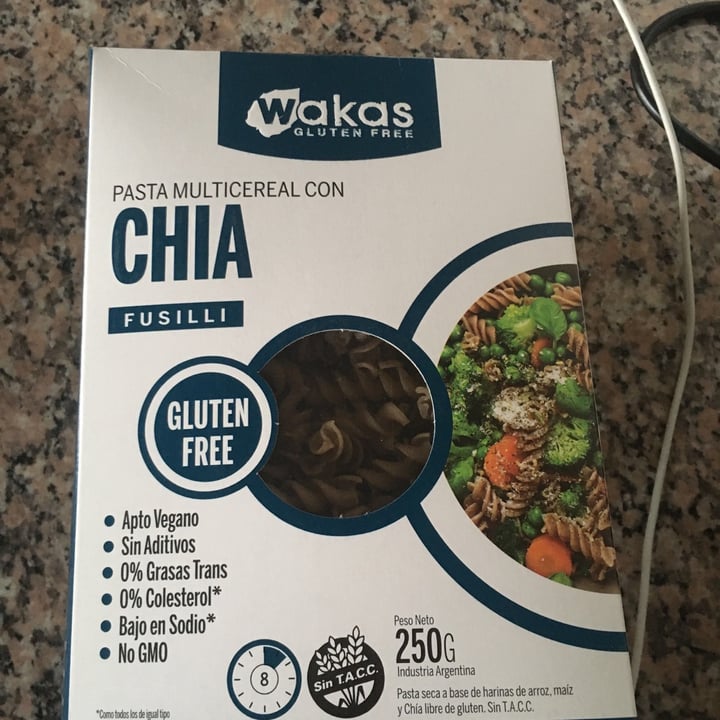 Wakas
GLUTEN FREE
PASTA MULTICEREAL CON
CHIA
FUSILLI
GLUTEN
FREE
• Apto Vegano
• Sin Aditivos
• 0% Grasas Trans
• 0% Colesterol*
• Bajo en Sodio*
• No GMO
*Como todos los de igual tipo
8
Sin T.A.C.C.
Peso Neto
250G
Industria Argentina
Pasta seca a base de harinas de arroz, maíz
y Chía libre de gluten. Sin T.A.C.C.